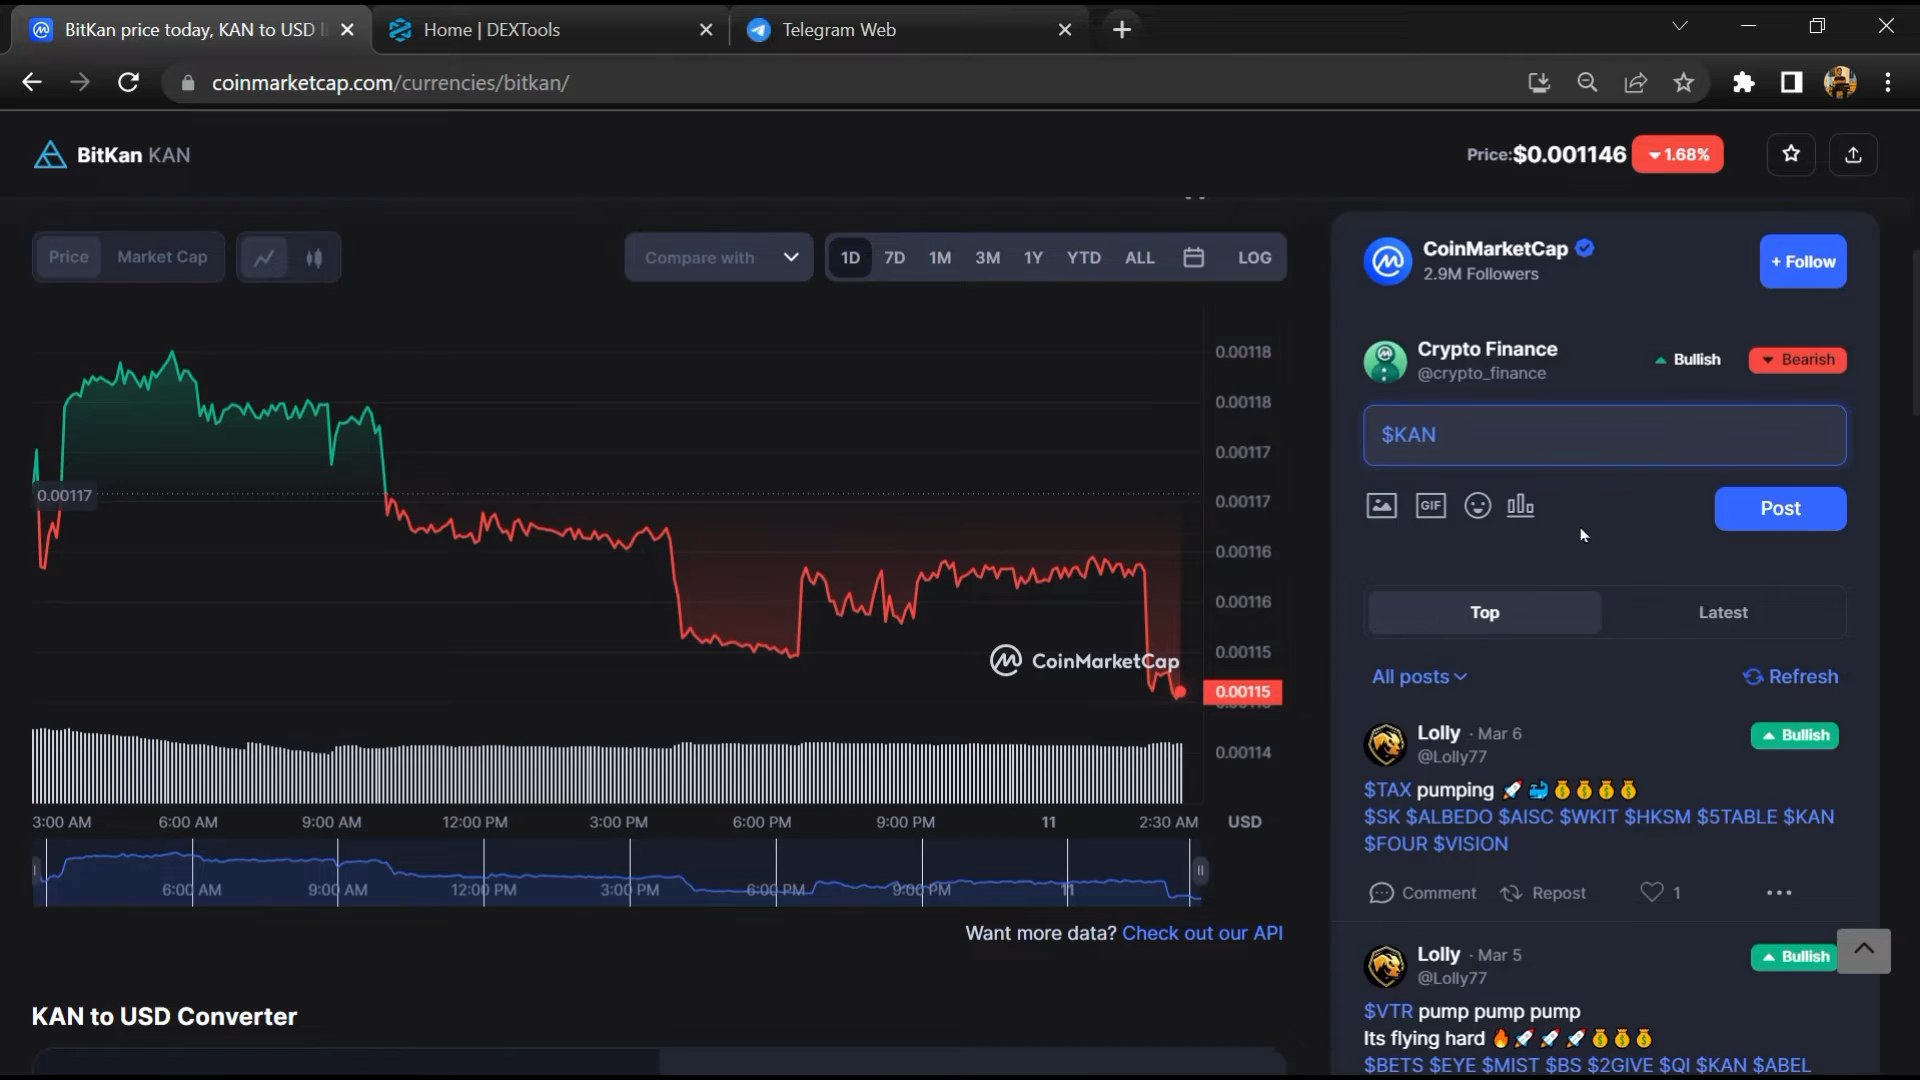 BitKan price today, KAN to USD li
Home | DEXTools
Telegram Web
coinmarketcap.com/currencies/bitkan/
BitKan KAN
Price:$0.001146
1.68%
Price
Market Cap
Compare with
1D
7D
1M
3M
1Y
YTD
ALL
LOG
0.00118
0.00118
0.00117
0.00117
0.00117
0.00116
0.00116
0.00115
0.00115
0.00114
CoinMarketCap
3:00 AM
6:00 AM
9:00 AM
12:00 PM
3:00 PM
6:00 PM
9:00 PM
11
2:30 AM
USD
6:00 AM
9:00 AM
12:00 PM
3:00 PM
6:00 PM
9:00 PM
11
Want more data? Check out our API
KAN to USD Converter
CoinMarketCap
2.9M Followers
+ Follow
Crypto Finance
@crypto_finance
Bullish
Bearish
$KAN
GIF
Post
Top
Latest
All posts
Refresh
Lolly · Mar 6
@Lolly77
Bullish
$TAX pumping 🚀🐳💰💰💰💰
$SK $ALBEDO $AISC $WKIT $HKSM $5TABLE $KAN
$FOUR $VISION
Comment
Repost
1
Lolly · Mar 5
@Lolly77
Bullish
$VTR pump pump pump
Its flying hard 🔥🚀🚀🚀💰💰💰
$BETS $EYE $MIST $BS $2GIVE $QI $KAN $ABEL